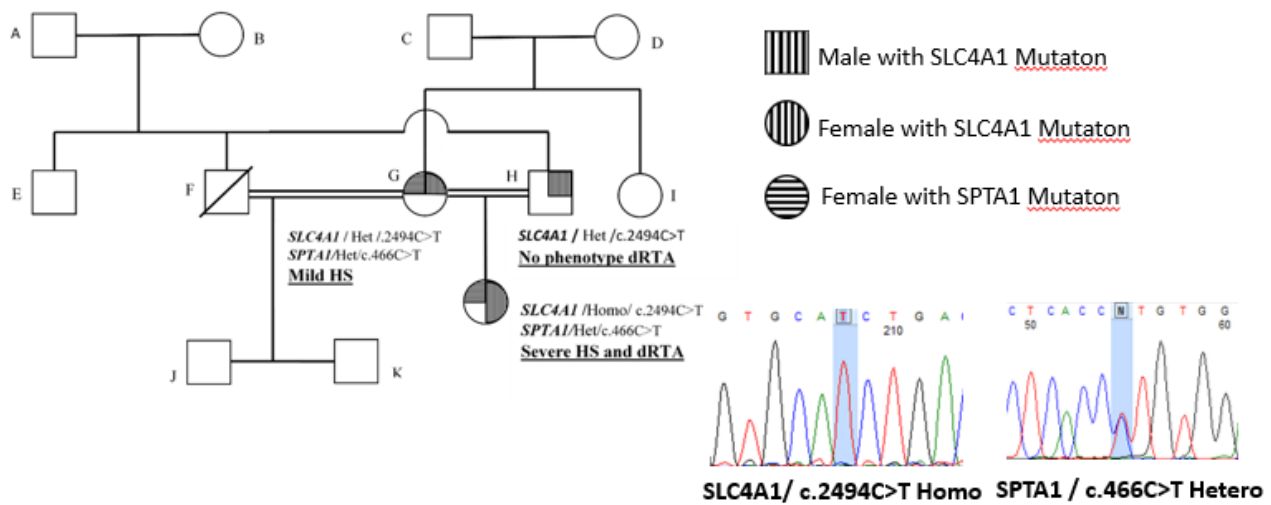 A
B
C
D
E
F
G
H
I
SLC4A1 / Het /.2494C>T
SPTA1/Het/c.466C>T
Mild HS
SLC4A1 / Het /c.2494C>T
No phenotype dRTA
SLC4A1 /Homo/ c.2494C>T
SPTA1/Het/c.466C>T
Severe HS and dRTA
J
K
Male with SLC4A1 Mutaton
Female with SLC4A1 Mutaton
Female with SPTA1 Mutaton
G T G C A T C T G A
210
C T C A C C N T G T G G
50 60
SLC4A1/ c.2494C>T Homo
SPTA1 / c.466C>T Hetero